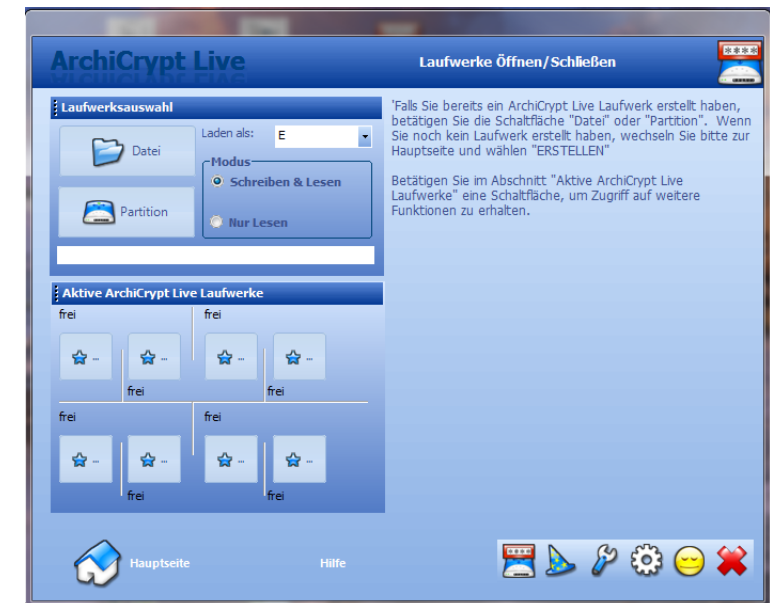 ArchiCrypt Live
Laufwerke Öffnen/Schließen
Laufwerksauswahl
Datei
Laden als:
E
Modus
Schreiben & Lesen
Partition
Nur Lesen
'Falls Sie bereits ein ArchiCrypt Live Laufwerk erstellt haben,
betätigen Sie die Schaltfläche "Datei" oder "Partition". Wenn
Sie noch kein Laufwerk erstellt haben, wechseln Sie bitte zur
Hauptseite und wählen "ERSTELLEN"
Betätigen Sie im Abschnitt "Aktive ArchiCrypt Live
Laufwerke" eine Schaltfläche, um Zugriff auf weitere
Funktionen zu erhalten.
Aktive ArchiCrypt Live Laufwerke
frei frei
... ... ... ...
frei frei
frei frei
... ... ... ...
frei frei
Hauptseite
Hilfe
****
****